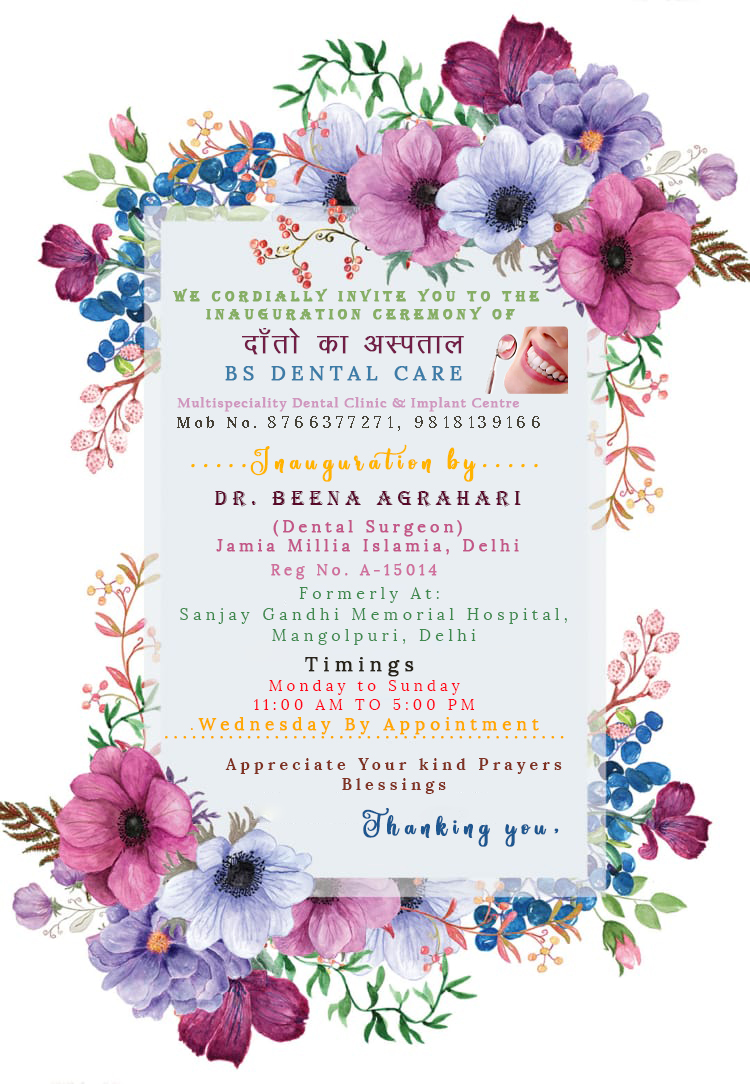 WE CORDIALLY INVITE YOU TO THE
INAUGURATION CEREMONY OF
दाँतो का अस्पताल
BS DENTAL CARE
Multispeciality Dental Clinic & Implant Centre
Mob No. 8766377271, 9818139166
.....Inauguration by.....
DR. BEENA AGRAHARI
(Dental Surgeon)
Jamia Millia Islamia, Delhi
Reg No. A-15014
Formerly At:
Sanjay Gandhi Memorial Hospital,
Mangolpuri, Delhi
Timings
Monday to Sunday
11:00 AM TO 5:00 PM
.Wednesday By Appointment
Appreciate Your kind Prayers
Blessings
Thanking you,